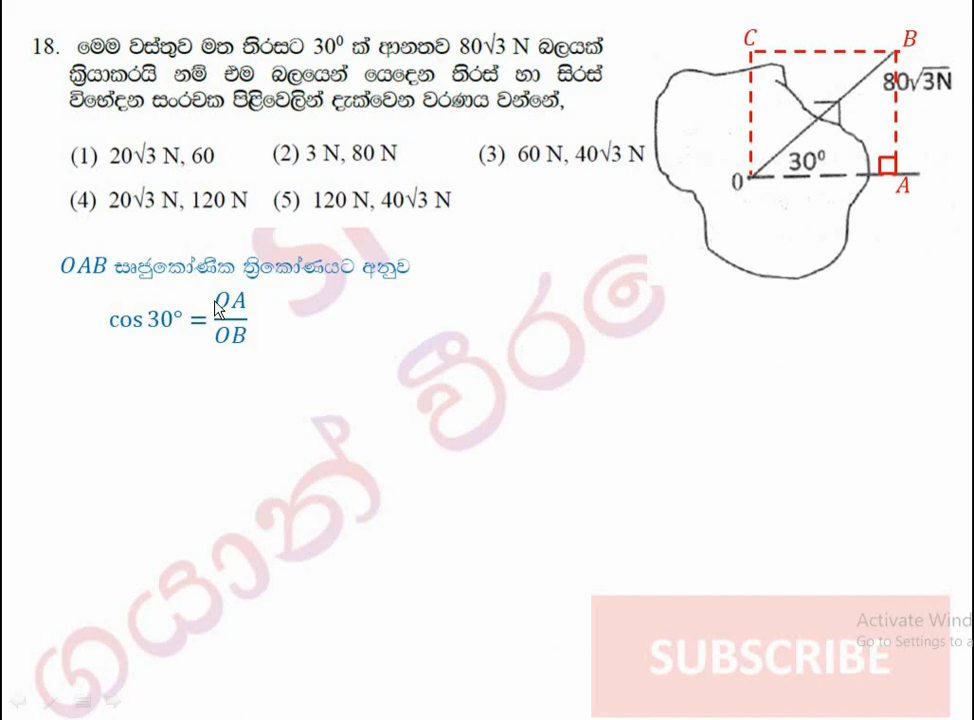 18. මෙම වස්තුව මත තිරසට 30⁰ ක් ආනතව 80√3 N බලයක්
ක්‍රියාකරයි නම් එම බලයෙන් යෙදෙන තිරස් හා සිරස්
විභේදන සංරචක පිළිවෙලින් දැක්වෙන වරණය වන්නේ,
(1) 20√3 N, 60 (2) 3 N, 80 N (3) 60 N, 40√3 N
(4) 20√3 N, 120 N (5) 120 N, 40√3 N
C B
80√3N
30⁰
0 A
OAB සෘජුකෝණික ත්‍රිකෝණයට අනුව
cos 30° = OA
OB
ගයාන් වීර
SUBSCRIBE
Activate Wind
Go to Settings to a